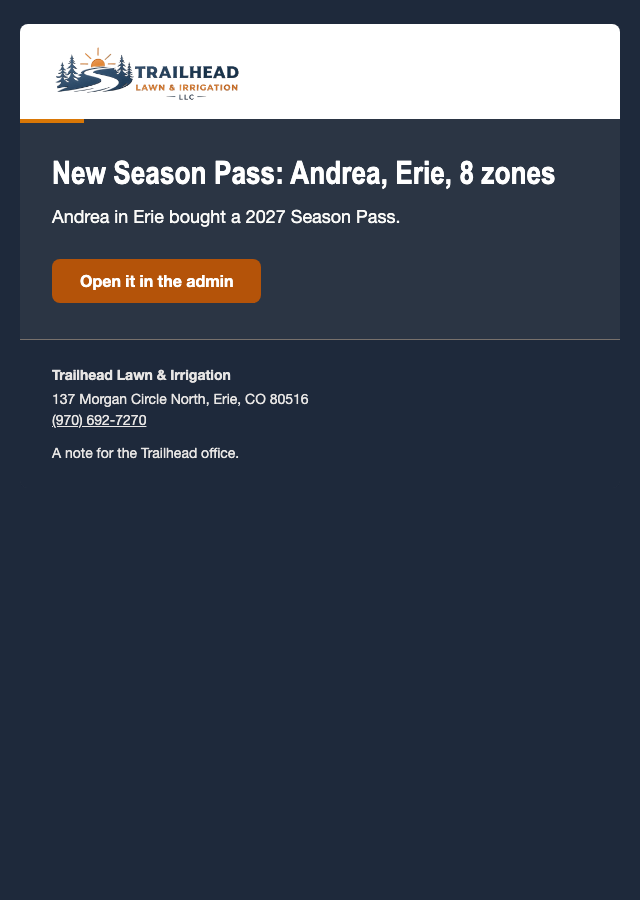 TRAILHEAD
LAWN & IRRIGATION
LLC
New Season Pass: Andrea, Erie, 8 zones
Andrea in Erie bought a 2027 Season Pass.
Open it in the admin
Trailhead Lawn & Irrigation
137 Morgan Circle North, Erie, CO 80516
(970) 692-7270
A note for the Trailhead office.